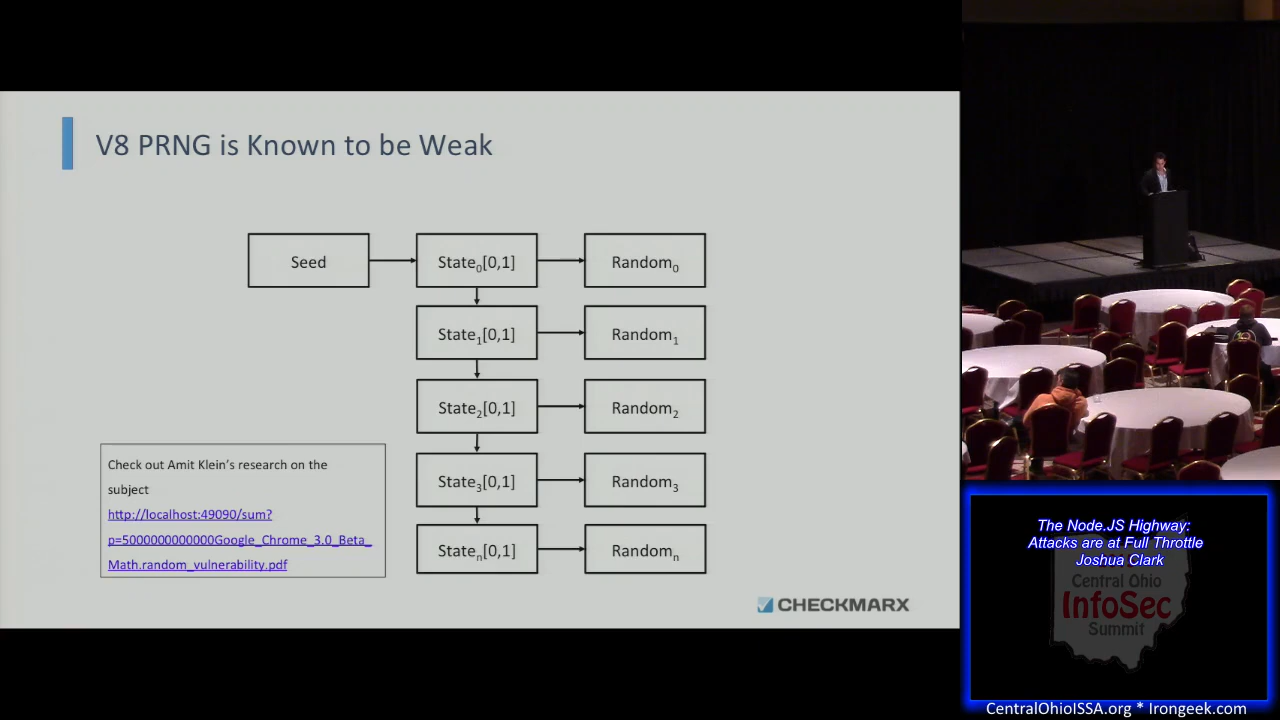 V8 PRNG is Known to be Weak
Seed
State0[0,1]
Random0
State1[0,1]
Random1
State2[0,1]
Random2
State3[0,1]
Random3
Staten[0,1]
Randomn
Check out Amit Klein's research on the
subject
http://localhost:49090/sum?
p=5000000000000Google_Chrome_3.0_Beta_
Math.random_vulnerability.pdf
CHECKMARX
The Node.JS Highway:
Attacks are at Full Throttle
Joshua Clark
Central Ohio
InfoSec
Summit
CentralOhioISSA.org * Irongeek.com